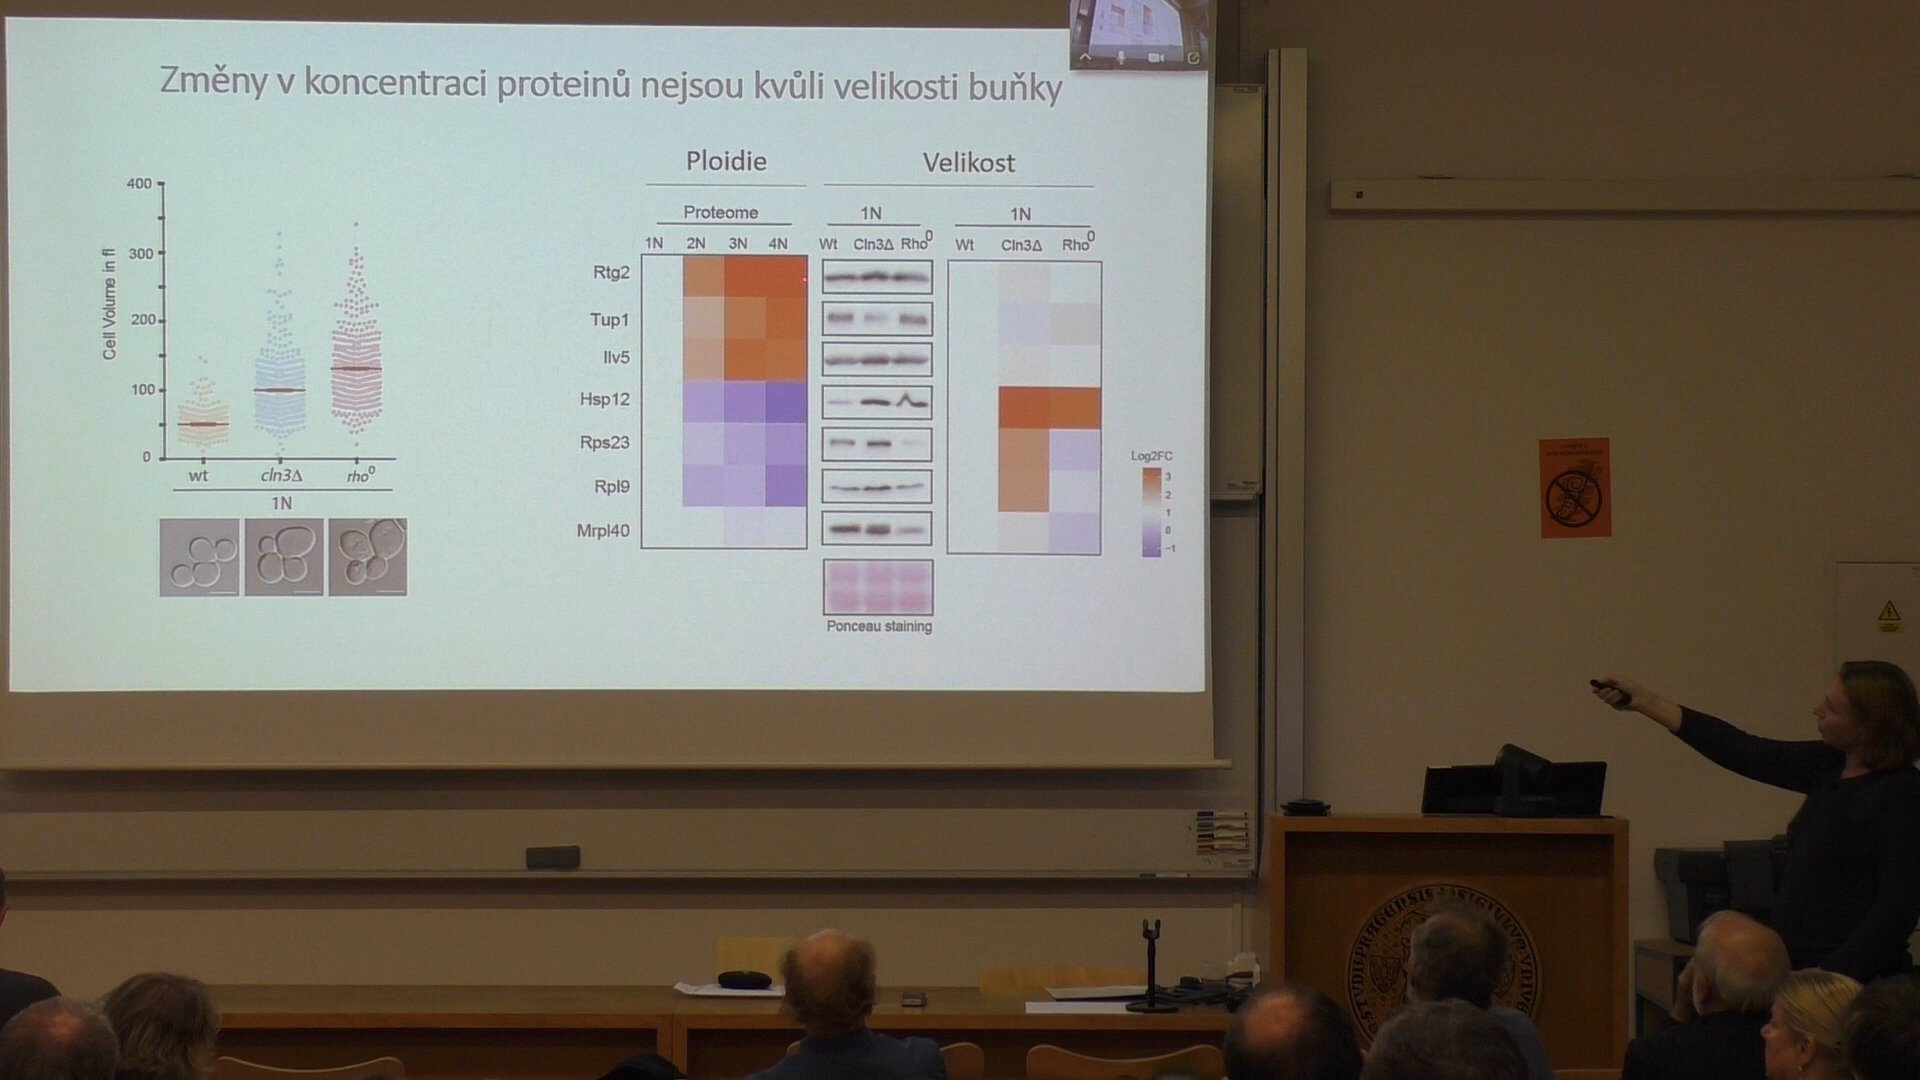 Změny v koncentraci proteinů nejsou kvůli velikosti buňky
Ploidie
Velikost
Proteome
1N
1N
1N 2N 3N 4N
Wt Cln3Δ Rho⁰
Wt Cln3Δ Rho⁰
Rtg2
Tup1
Ilv5
Hsp12
Rps23
Rpl9
Mrpl40
Ponceau staining
Log2FC
3
2
1
0
−1
Cell Volume in fl
400
300
200
100
0
wt cln3Δ rho⁰
1N